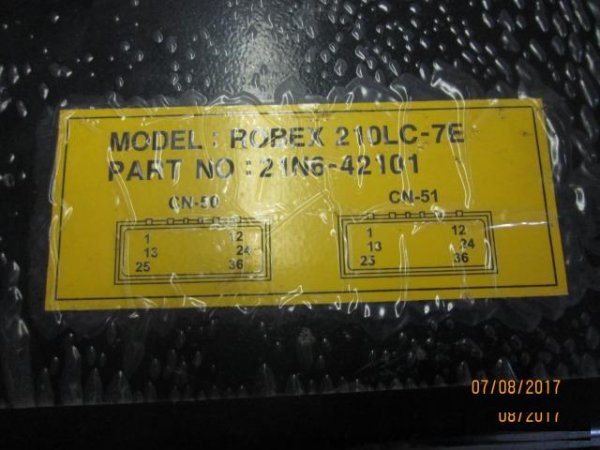 MODEL : ROBEX 210LC-7E
PART NO : 21N6-42101
CN-50 CN-51
1 12 1 12
13 24 13 24
25 36 25 36
07/08/2017
08/2017